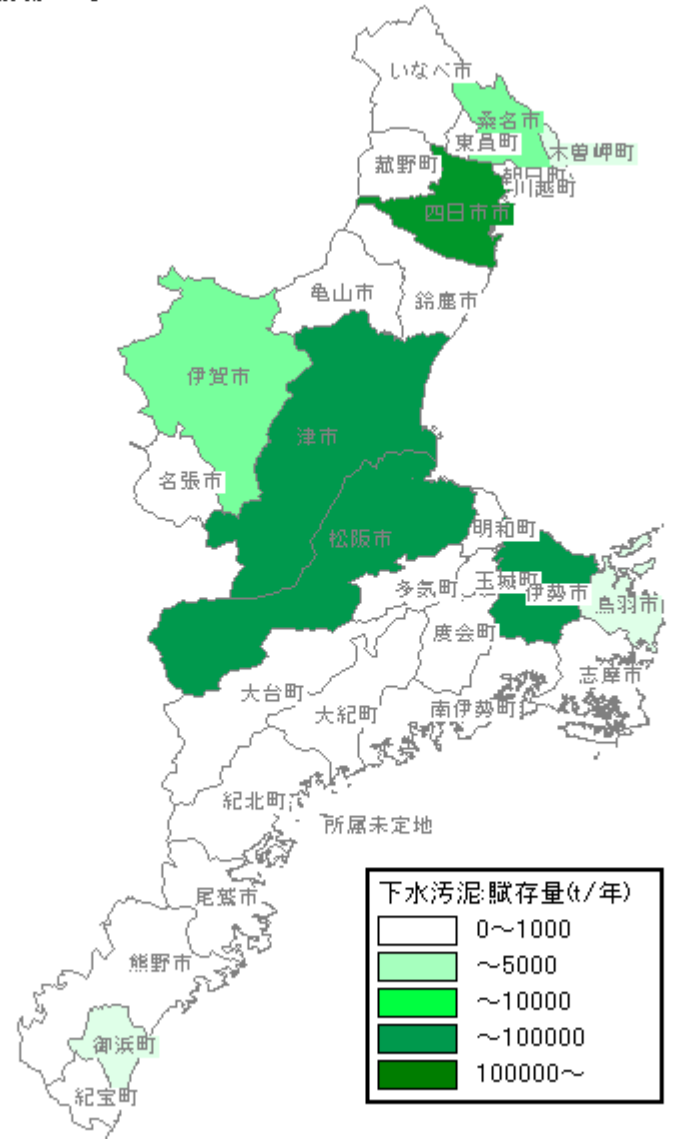 いなべ市
桑名市
東員町
木曽岬町
菰野町
朝日町
川越町
四日市市
亀山市
鈴鹿市
伊賀市
津市
名張市
松阪市
明和町
多気町
玉城町
伊勢市
鳥羽市
度会町
志摩市
大台町
大紀町
南伊勢町
紀北町
所属未定地
尾鷲市
熊野市
御浜町
紀宝町
下水汚泥:賦存量(t/年)
0～1000
～5000
～10000
～100000
100000～